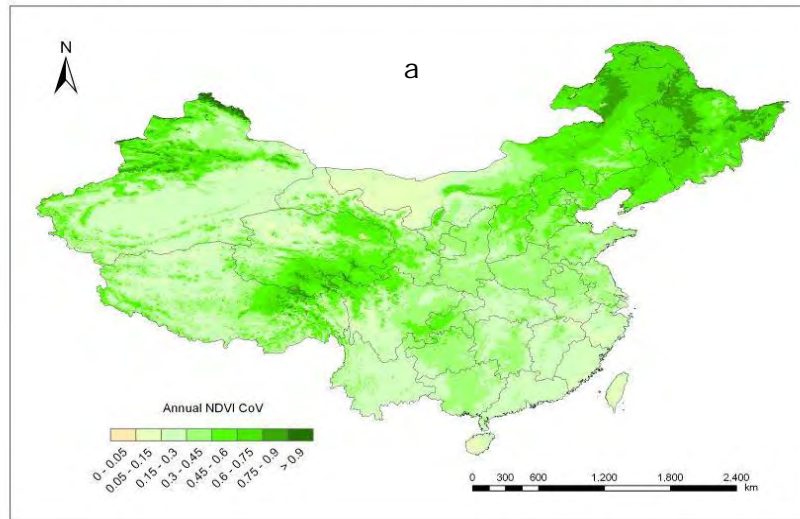 N
a
Annual NDVI CoV
0 - 0.05
0.05 - 0.15
0.15 - 0.3
0.3 - 0.45
0.45 - 0.6
0.6 - 0.75
0.75 - 0.9
> 0.9
0 300 600 1,200 1,800 2,400
km